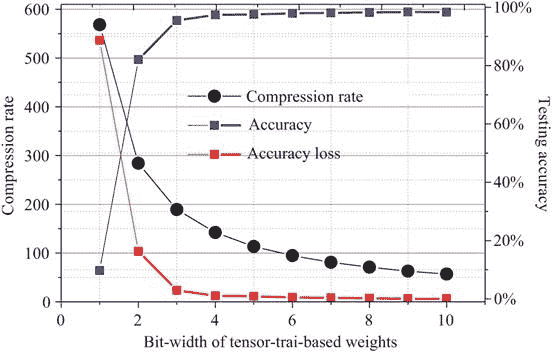 600
500
400
300
200
100
0
Compression rate
100%
80%
60%
40%
20%
0%
Testing accuracy
Compression rate
Accuracy
Accuracy loss
0 2 4 6 8 10
Bit-width of tensor-trai-based weights